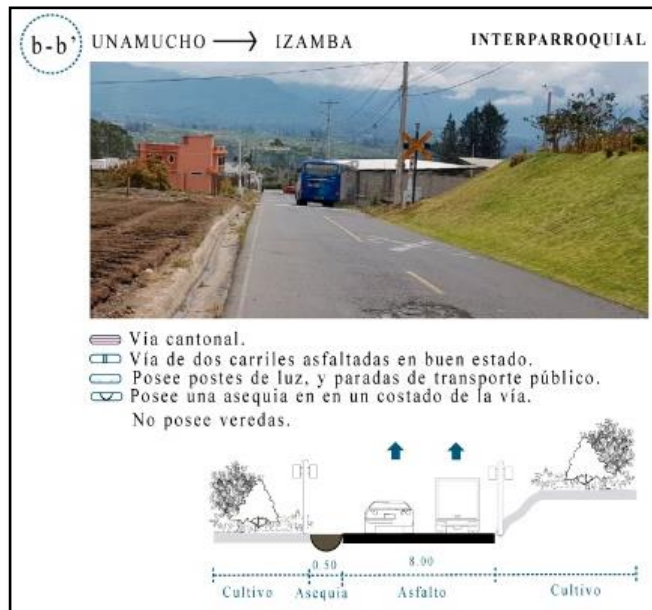 b-b’ UNAMUCHO IZAMBA INTERPARROQUIAL
Vía cantonal.
Vía de dos carriles asfaltadas en buen estado.
Posee postes de luz, y paradas de transporte público.
Posee una asequia en en un costado de la vía.
No posee veredas.
0.50 8.00
Cultivo Asequia Asfalto Cultivo